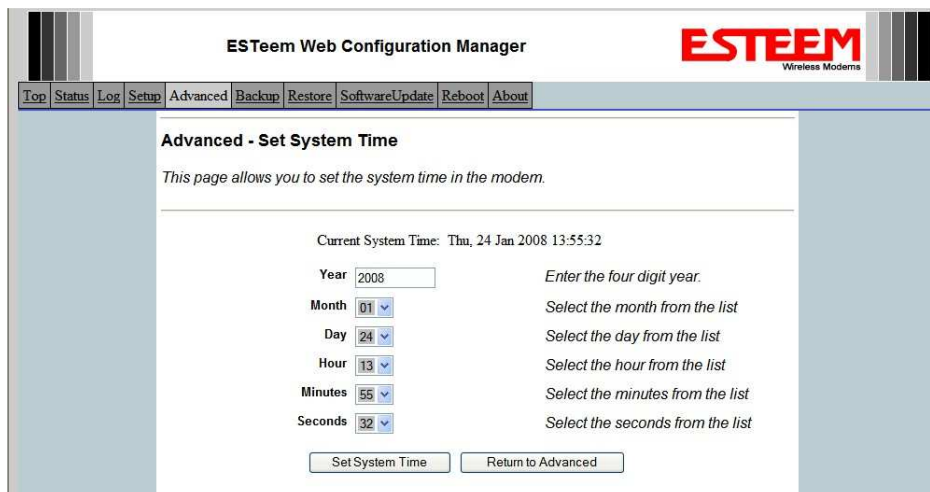 ESTeem Web Configuration Manager
ESTEEM
Wireless Modems
Top Status Log Setup Advanced Backup Restore SoftwareUpdate Reboot About
Advanced - Set System Time
This page allows you to set the system time in the modem.
Current System Time: Thu, 24 Jan 2008 13:55:32
Year 2008 Enter the four digit year.
Month 01 Select the month from the list
Day 24 Select the day from the list
Hour 13 Select the hour from the list
Minutes 55 Select the minutes from the list
Seconds 32 Select the seconds from the list
Set System Time Return to Advanced